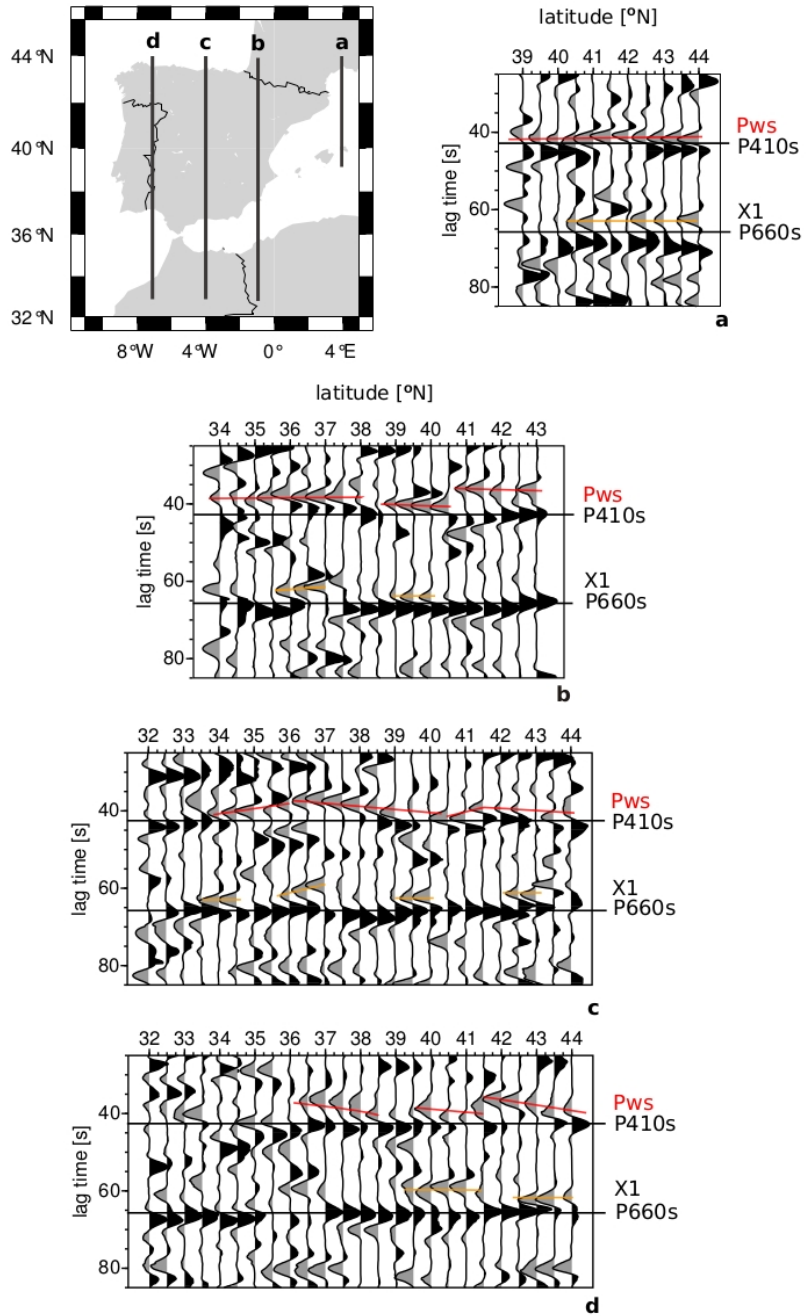 d c b a
44°N
40°N
36°N
32°N
8°W 4°W 0° 4°E
latitude [°N]
39 40 41 42 43 44
40
60
80
lag time [s]
Pws
P410s
X1
P660s
a
latitude [°N]
34 35 36 37 38 39 40 41 42 43
40
60
80
lag time [s]
Pws
P410s
X1
P660s
b
32 33 34 35 36 37 38 39 40 41 42 43 44
40
60
80
lag time [s]
Pws
P410s
X1
P660s
c
32 33 34 35 36 37 38 39 40 41 42 43 44
40
60
80
lag time [s]
Pws
P410s
X1
P660s
d